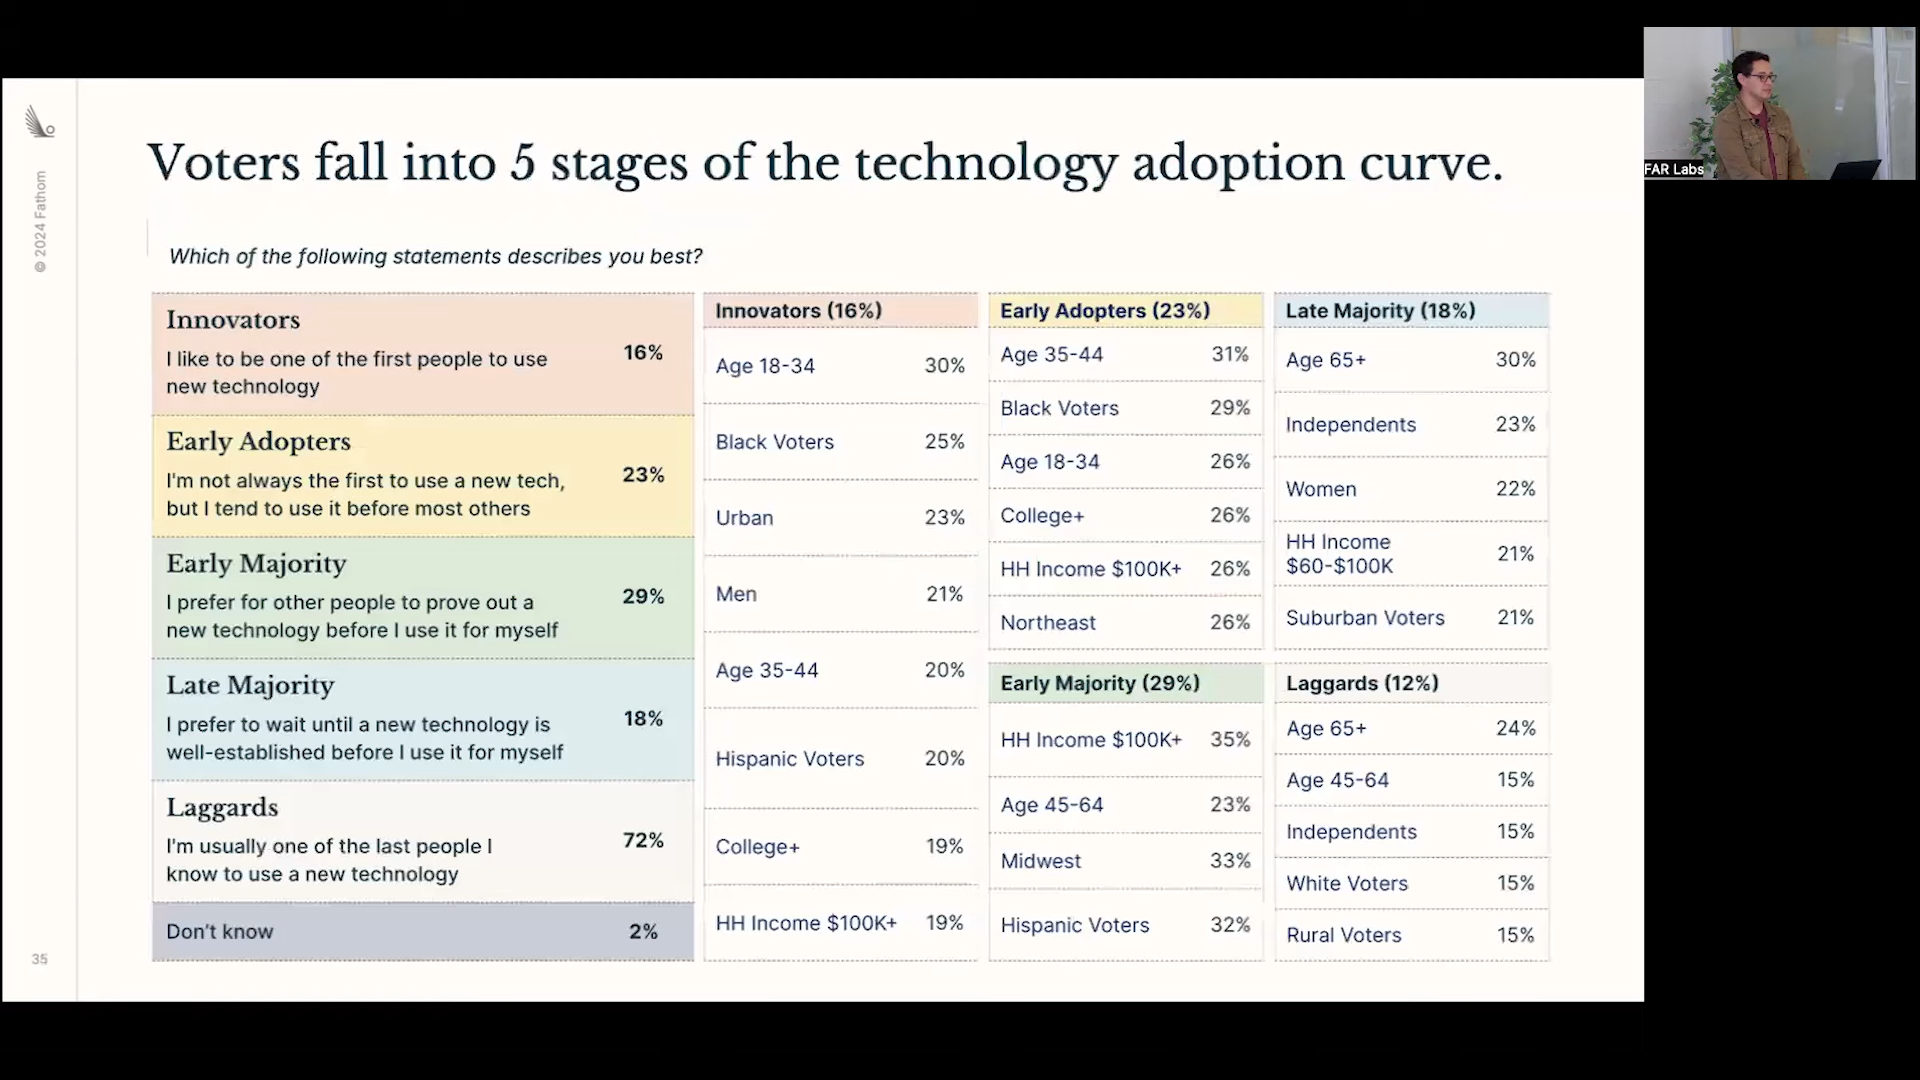 Voters fall into 5 stages of the technology adoption curve.
Which of the following statements describes you best?
Innovators
I like to be one of the first people to use
new technology
16%
Early Adopters
I'm not always the first to use a new tech,
but I tend to use it before most others
23%
Early Majority
I prefer for other people to prove out a
new technology before I use it for myself
29%
Late Majority
I prefer to wait until a new technology is
well-established before I use it for myself
18%
Laggards
I'm usually one of the last people I
know to use a new technology
72%
Don't know 2%
Innovators (16%)
Age 18-34 30%
Black Voters 25%
Urban 23%
Men 21%
Age 35-44 20%
Hispanic Voters 20%
College+ 19%
HH Income $100K+ 19%
Early Adopters (23%)
Age 35-44 31%
Black Voters 29%
Age 18-34 26%
College+ 26%
HH Income $100K+ 26%
Northeast 26%
Early Majority (29%)
HH Income $100K+ 35%
Age 45-64 23%
Midwest 33%
Hispanic Voters 32%
Late Majority (18%)
Age 65+ 30%
Independents 23%
Women 22%
HH Income
$60-$100K 21%
Suburban Voters 21%
Laggards (12%)
Age 65+ 24%
Age 45-64 15%
Independents 15%
White Voters 15%
Rural Voters 15%
© 2024 Fathom
35
FAR Labs